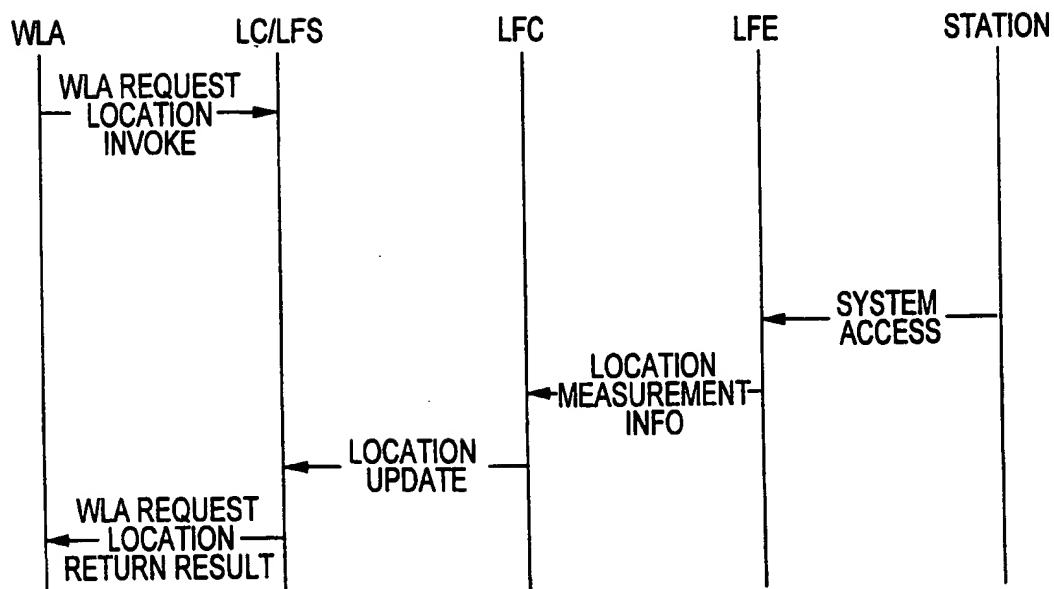 WLA LC/LFS LFC LFE STATION
WLA REQUEST
LOCATION
INVOKE
SYSTEM
ACCESS
LOCATION
MEASUREMENT
INFO
LOCATION
UPDATE
WLA REQUEST
LOCATION
RETURN RESULT